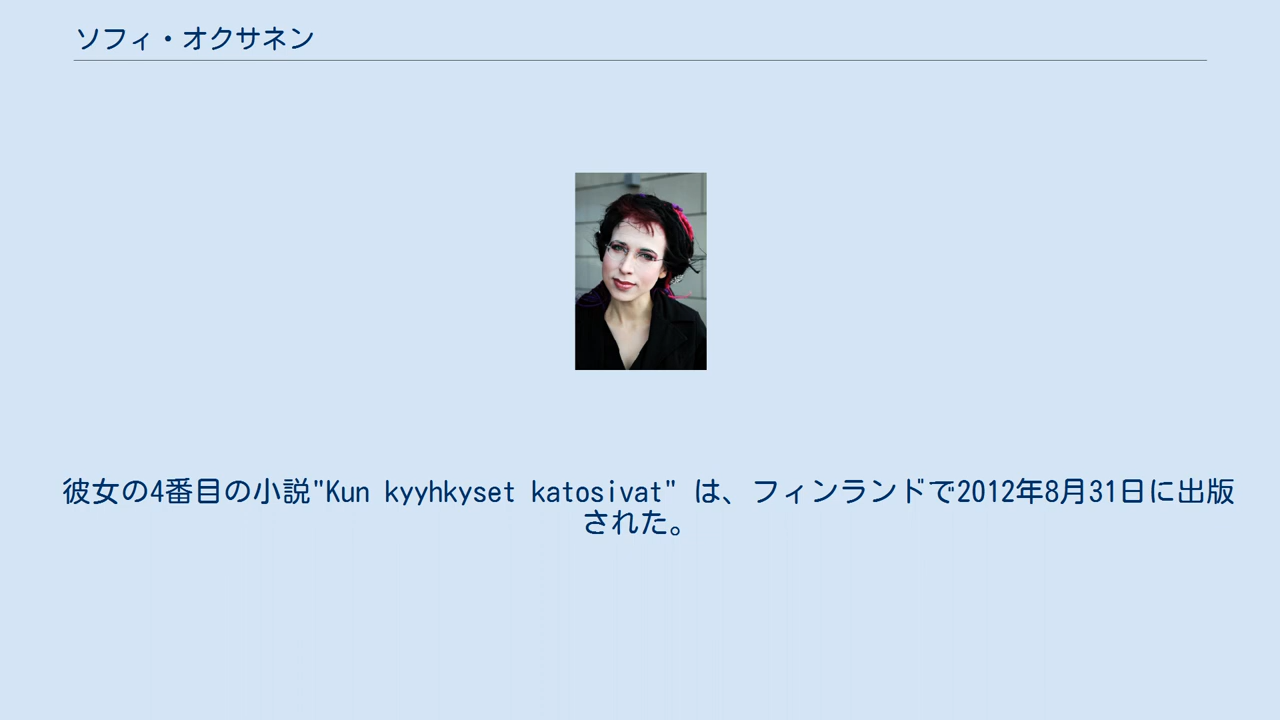 ソフィ・オクサネン
彼女の4番目の小説"Kun kyyhkyset katosivat" は、フィンランドで2012年8月31日に出版
された。